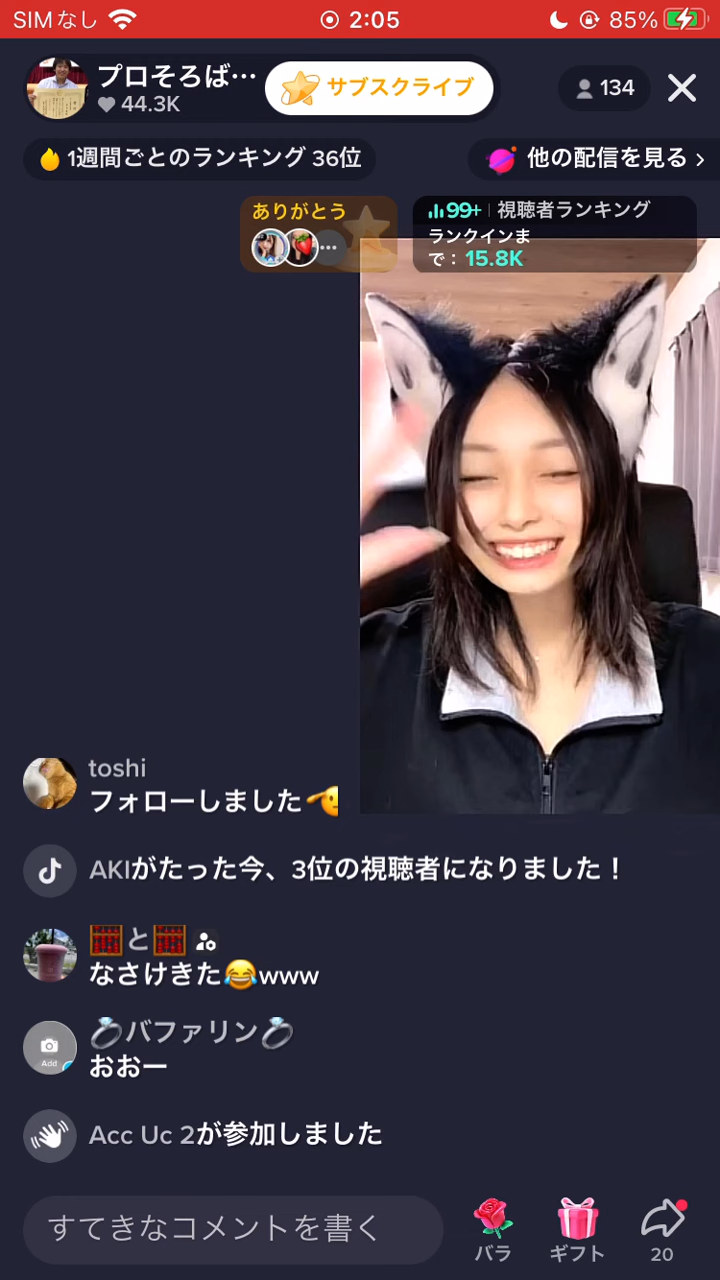 SIMなし
2:05
85%
プロそろば…
44.3K
サブスクライブ
134
1週間ごとのランキング 36位
他の配信を見る
ありがとう
99+
視聴者ランキング
ランクインま
で：15.8K
toshi
フォローしました🫡
AKIがたった今、3位の視聴者になりました！
🧮と🧮
なさけきた😂www
💍バファリン💍
Add
おおー
Acc Uc 2が参加しました
すてきなコメントを書く
バラ
ギフト
20